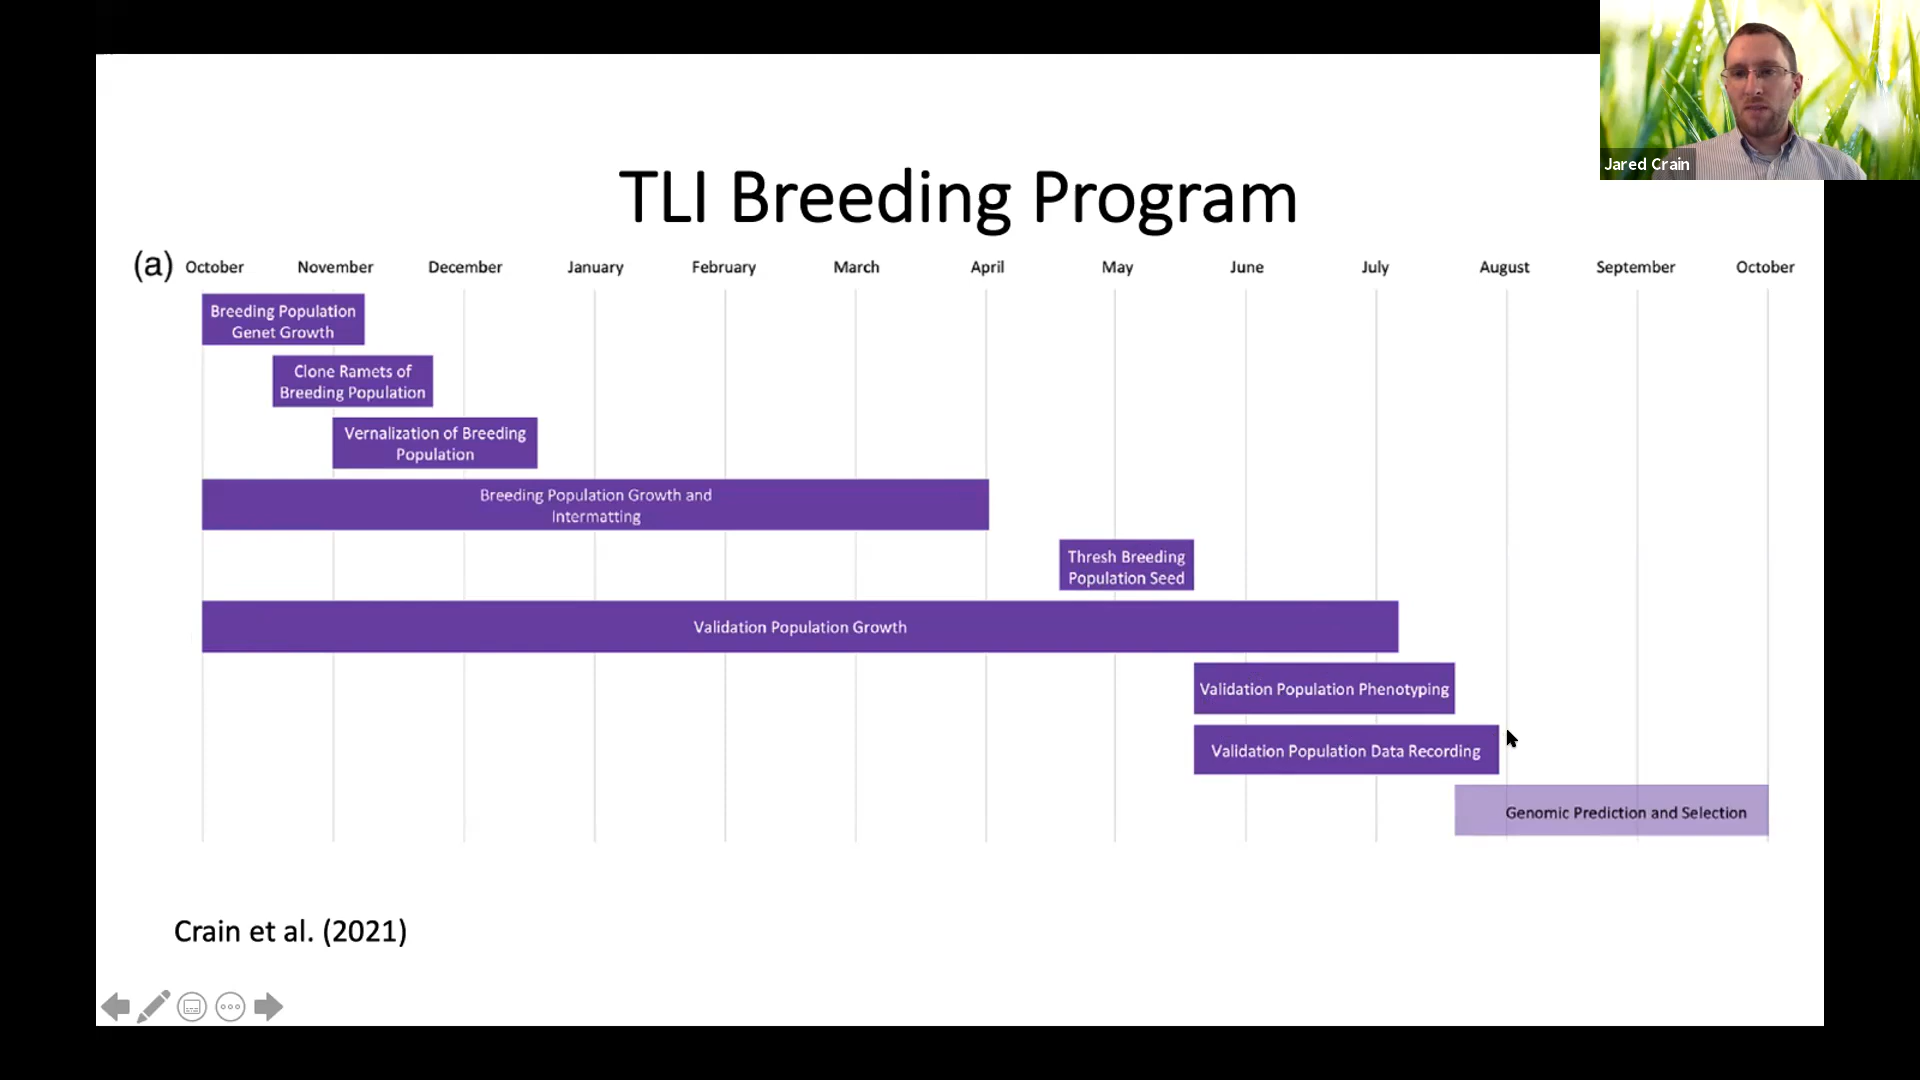 Jared Crain
TLI Breeding Program
(a) October November December January February March April May June July August September October
Breeding Population
Genet Growth
Clone Ramets of
Breeding Population
Vernalization of Breeding
Population
Breeding Population Growth and
Intermatting
Thresh Breeding
Population Seed
Validation Population Growth
Validation Population Phenotyping
Validation Population Data Recording
Genomic Prediction and Selection
Crain et al. (2021)